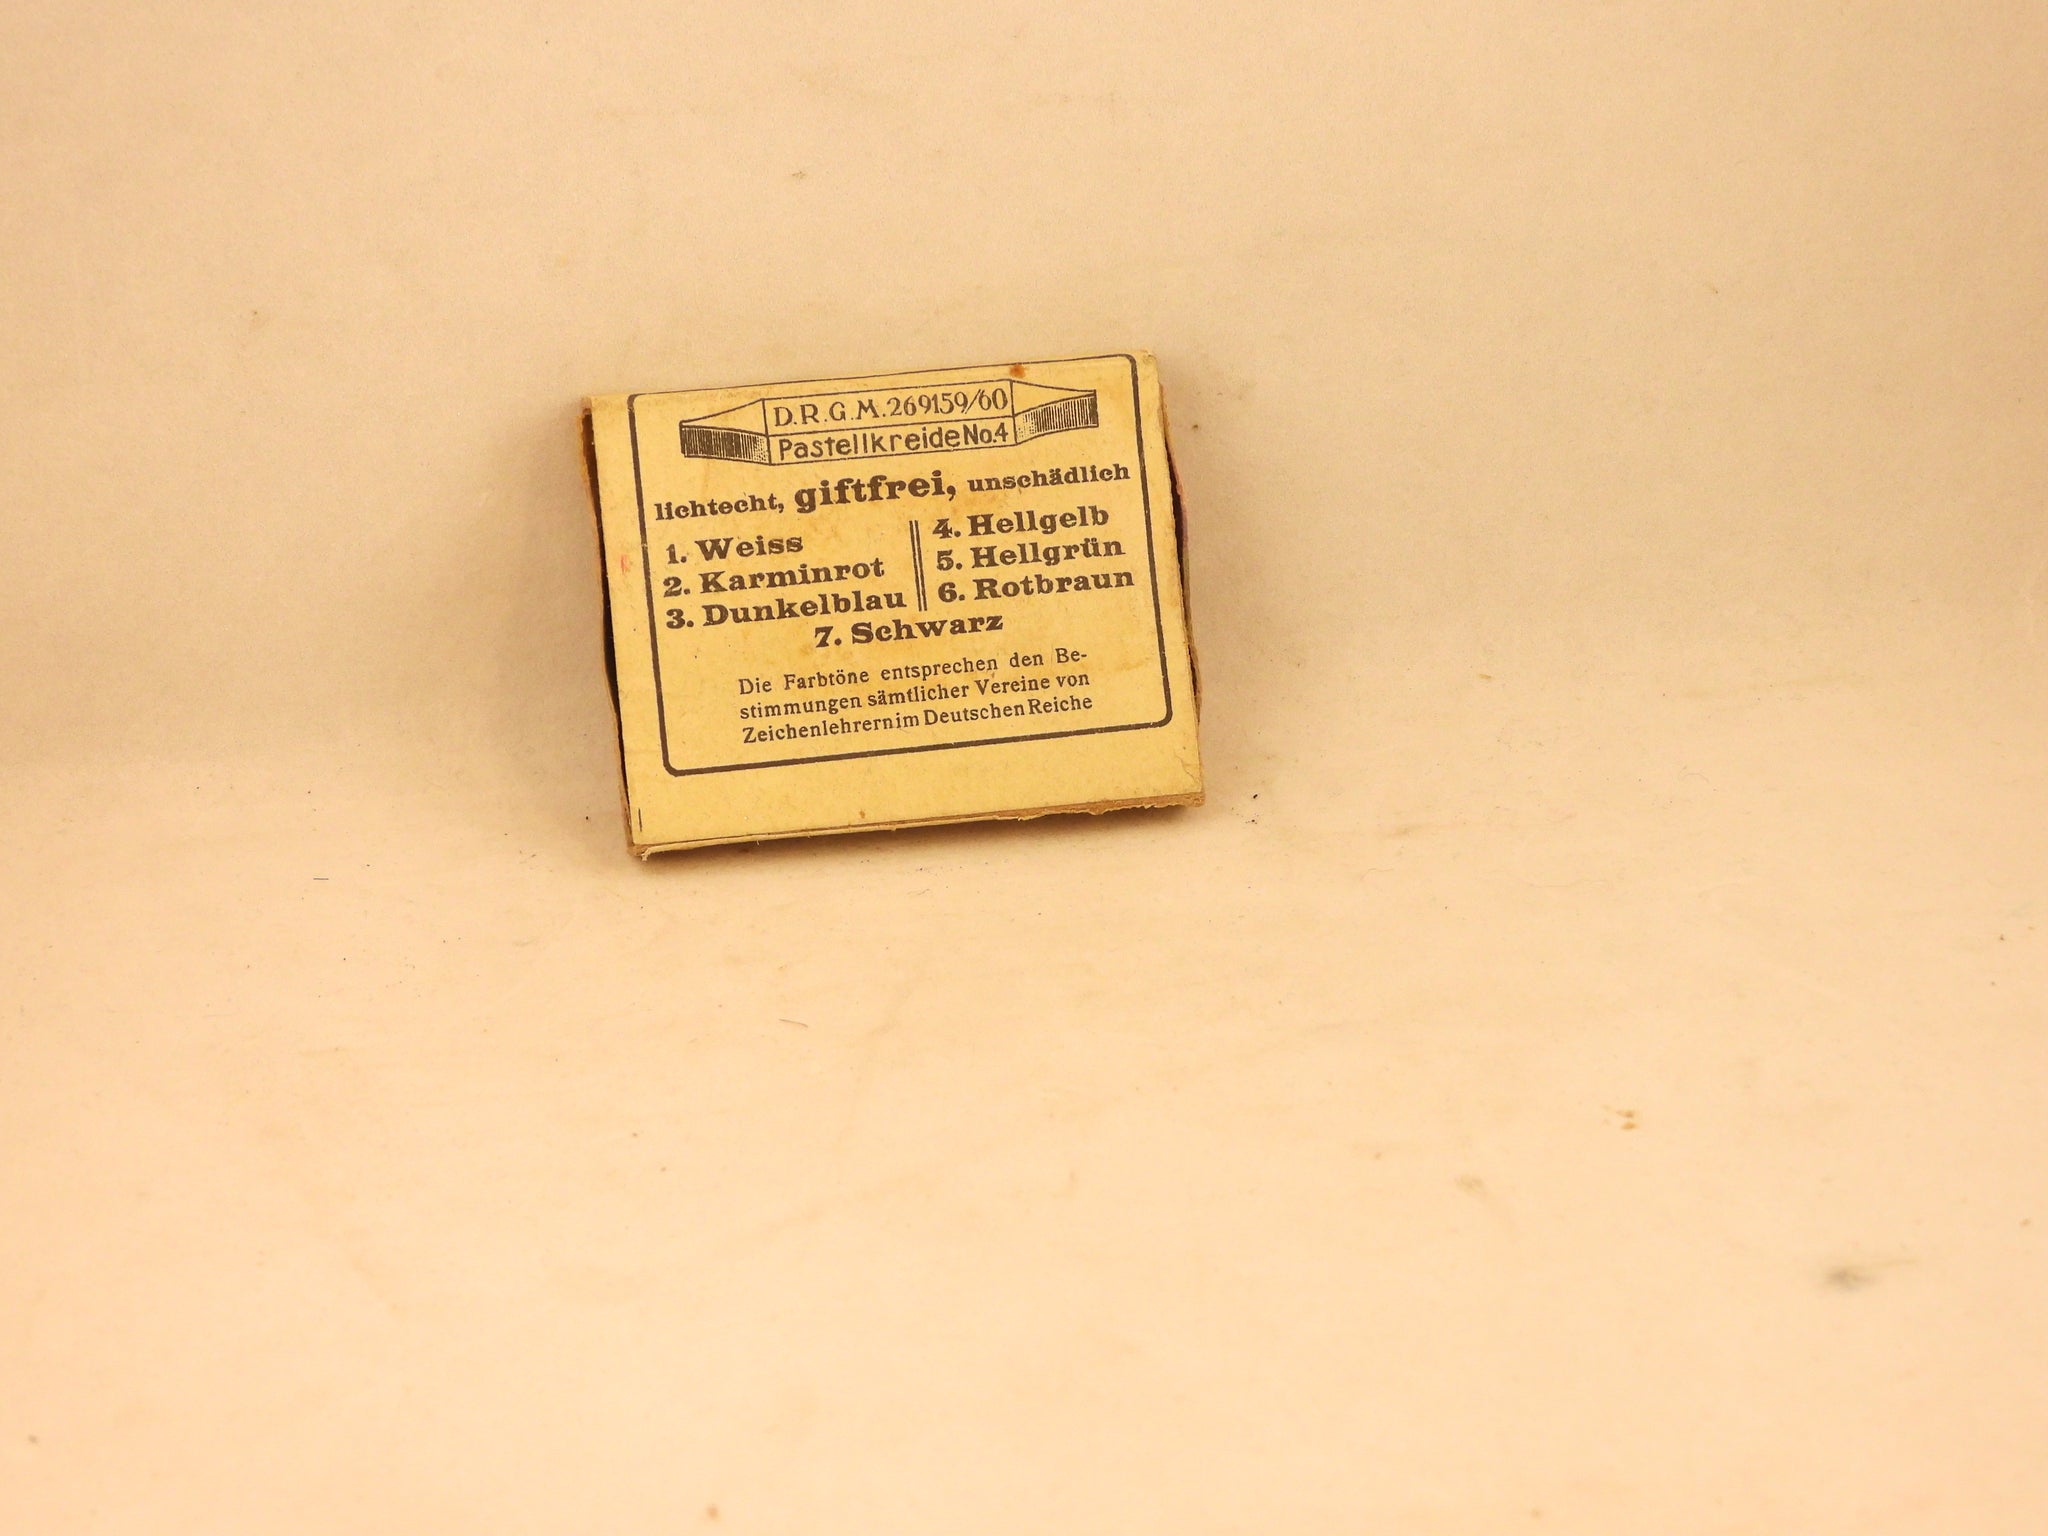 D.R.G.M. 269159/60
Pastellkreide No. 4
lichtecht, giftfrei, unschädlich
1. Weiss
2. Karminrot
3. Dunkelblau
4. Hellgelb
5. Hellgrün
6. Rotbraun
7. Schwarz
Die Farbtöne entsprechen den Be-
stimmungen sämtlicher Vereine von
Zeichenlehrern im Deutschen Reiche